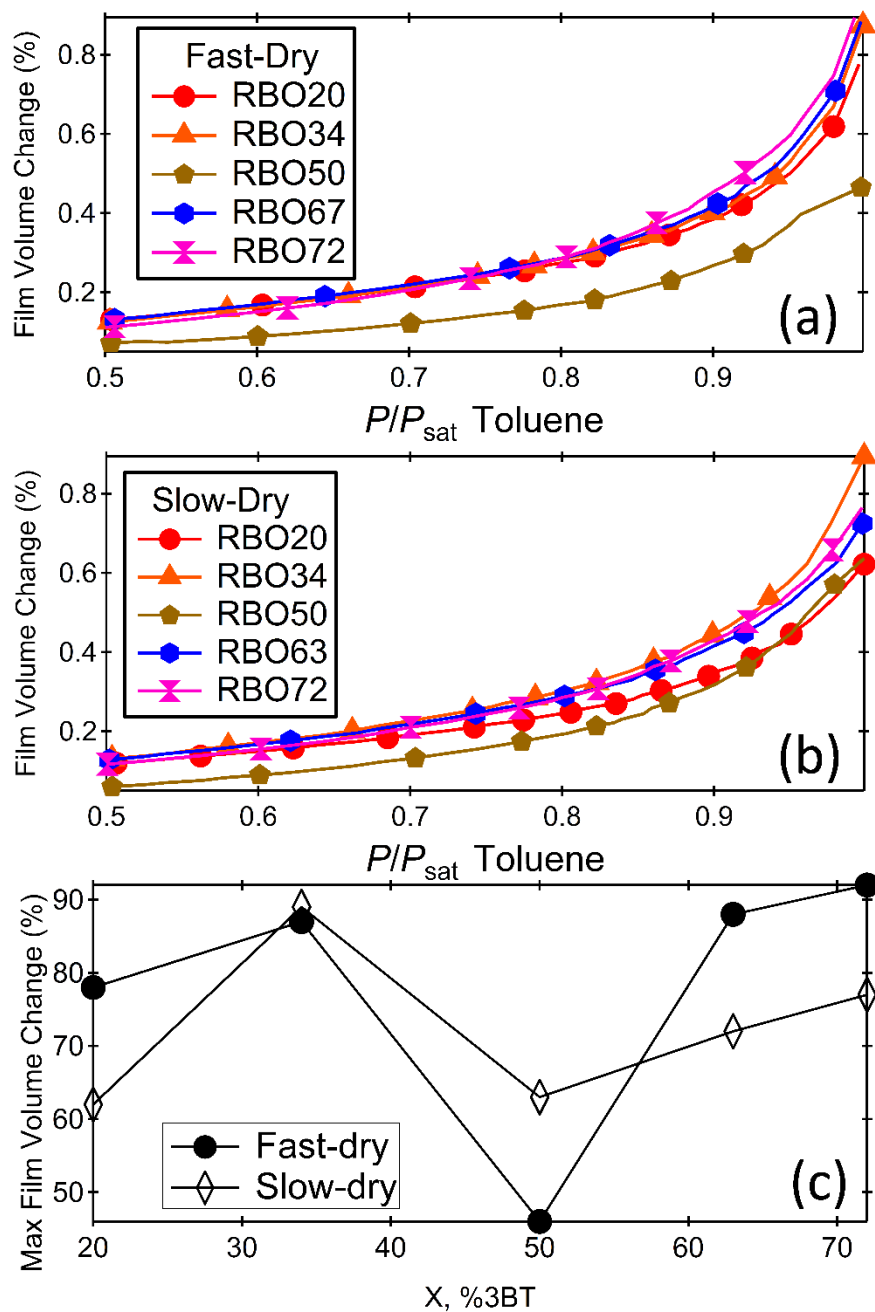 (a)
Film Volume Change (%)
0.8
0.6
0.4
0.2
Fast-Dry
RBO20
RBO34
RBO50
RBO67
RBO72
0.5 0.6 0.7 0.8 0.9
P/Psat Toluene
(b)
Film Volume Change (%)
0.8
0.6
0.4
0.2
Slow-Dry
RBO20
RBO34
RBO50
RBO63
RBO72
0.5 0.6 0.7 0.8 0.9
P/Psat Toluene
(c)
Max Film Volume Change (%)
90
80
70
60
50
Fast-dry
Slow-dry
20 30 40 50 60 70
X, %3BT